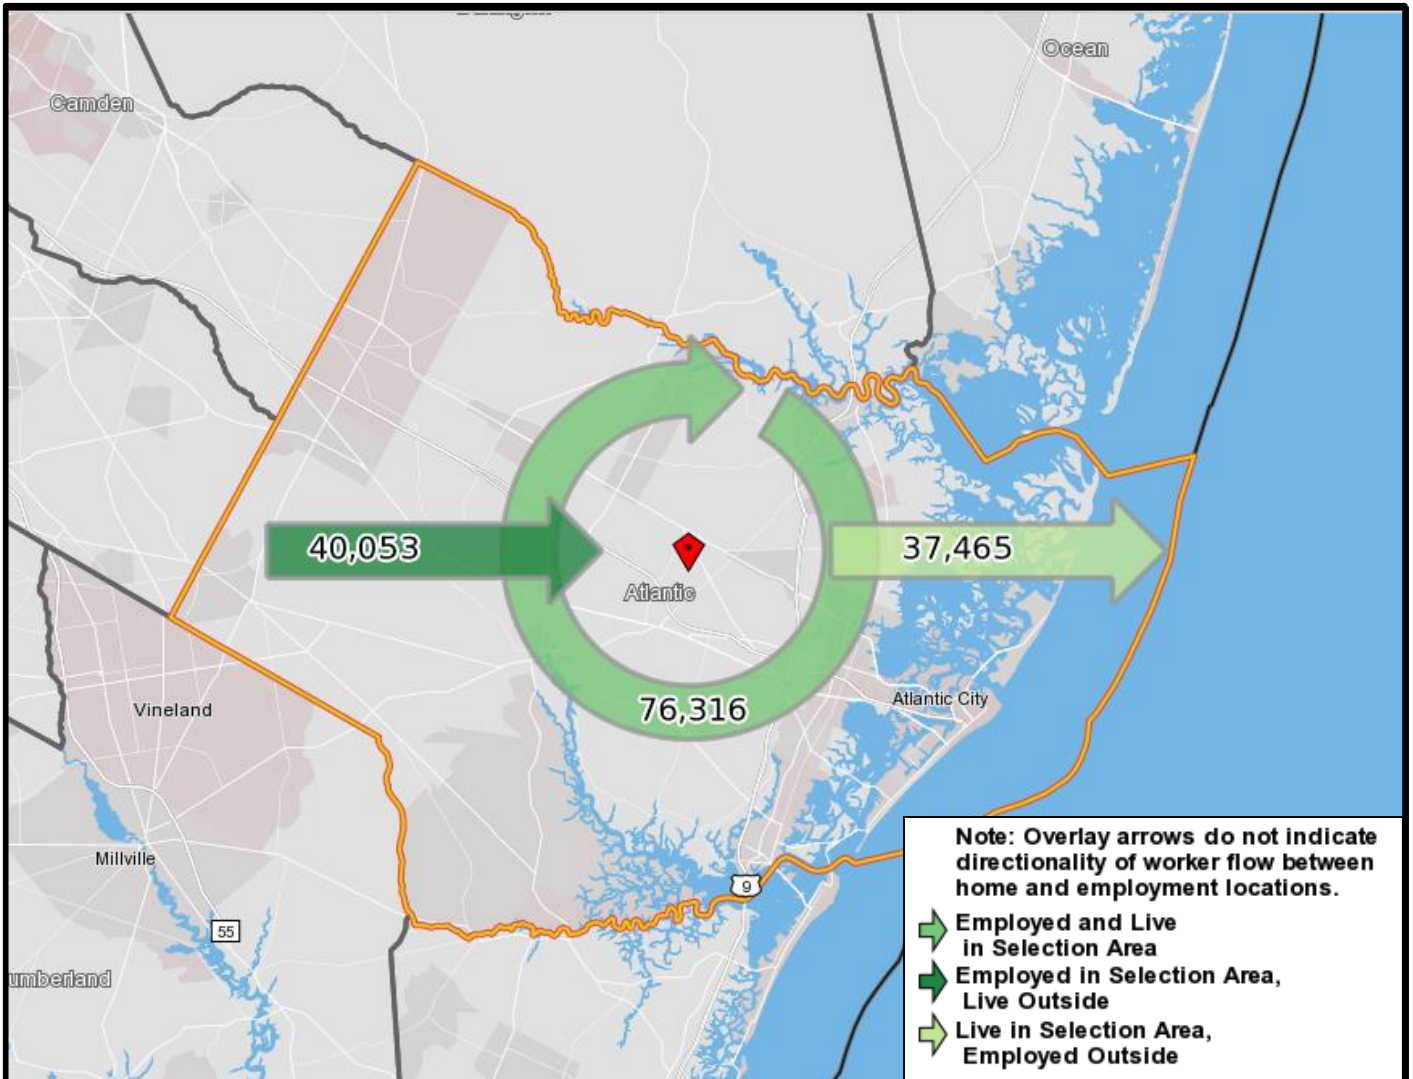 Ocean
Camden
40,053
37,465
Atlantic
76,316
Atlantic City
Vineland
Millville
9
55
umberland
Note: Overlay arrows do not indicate
directionality of worker flow between
home and employment locations.
Employed and Live
in Selection Area
Employed in Selection Area,
Live Outside
Live in Selection Area,
Employed Outside